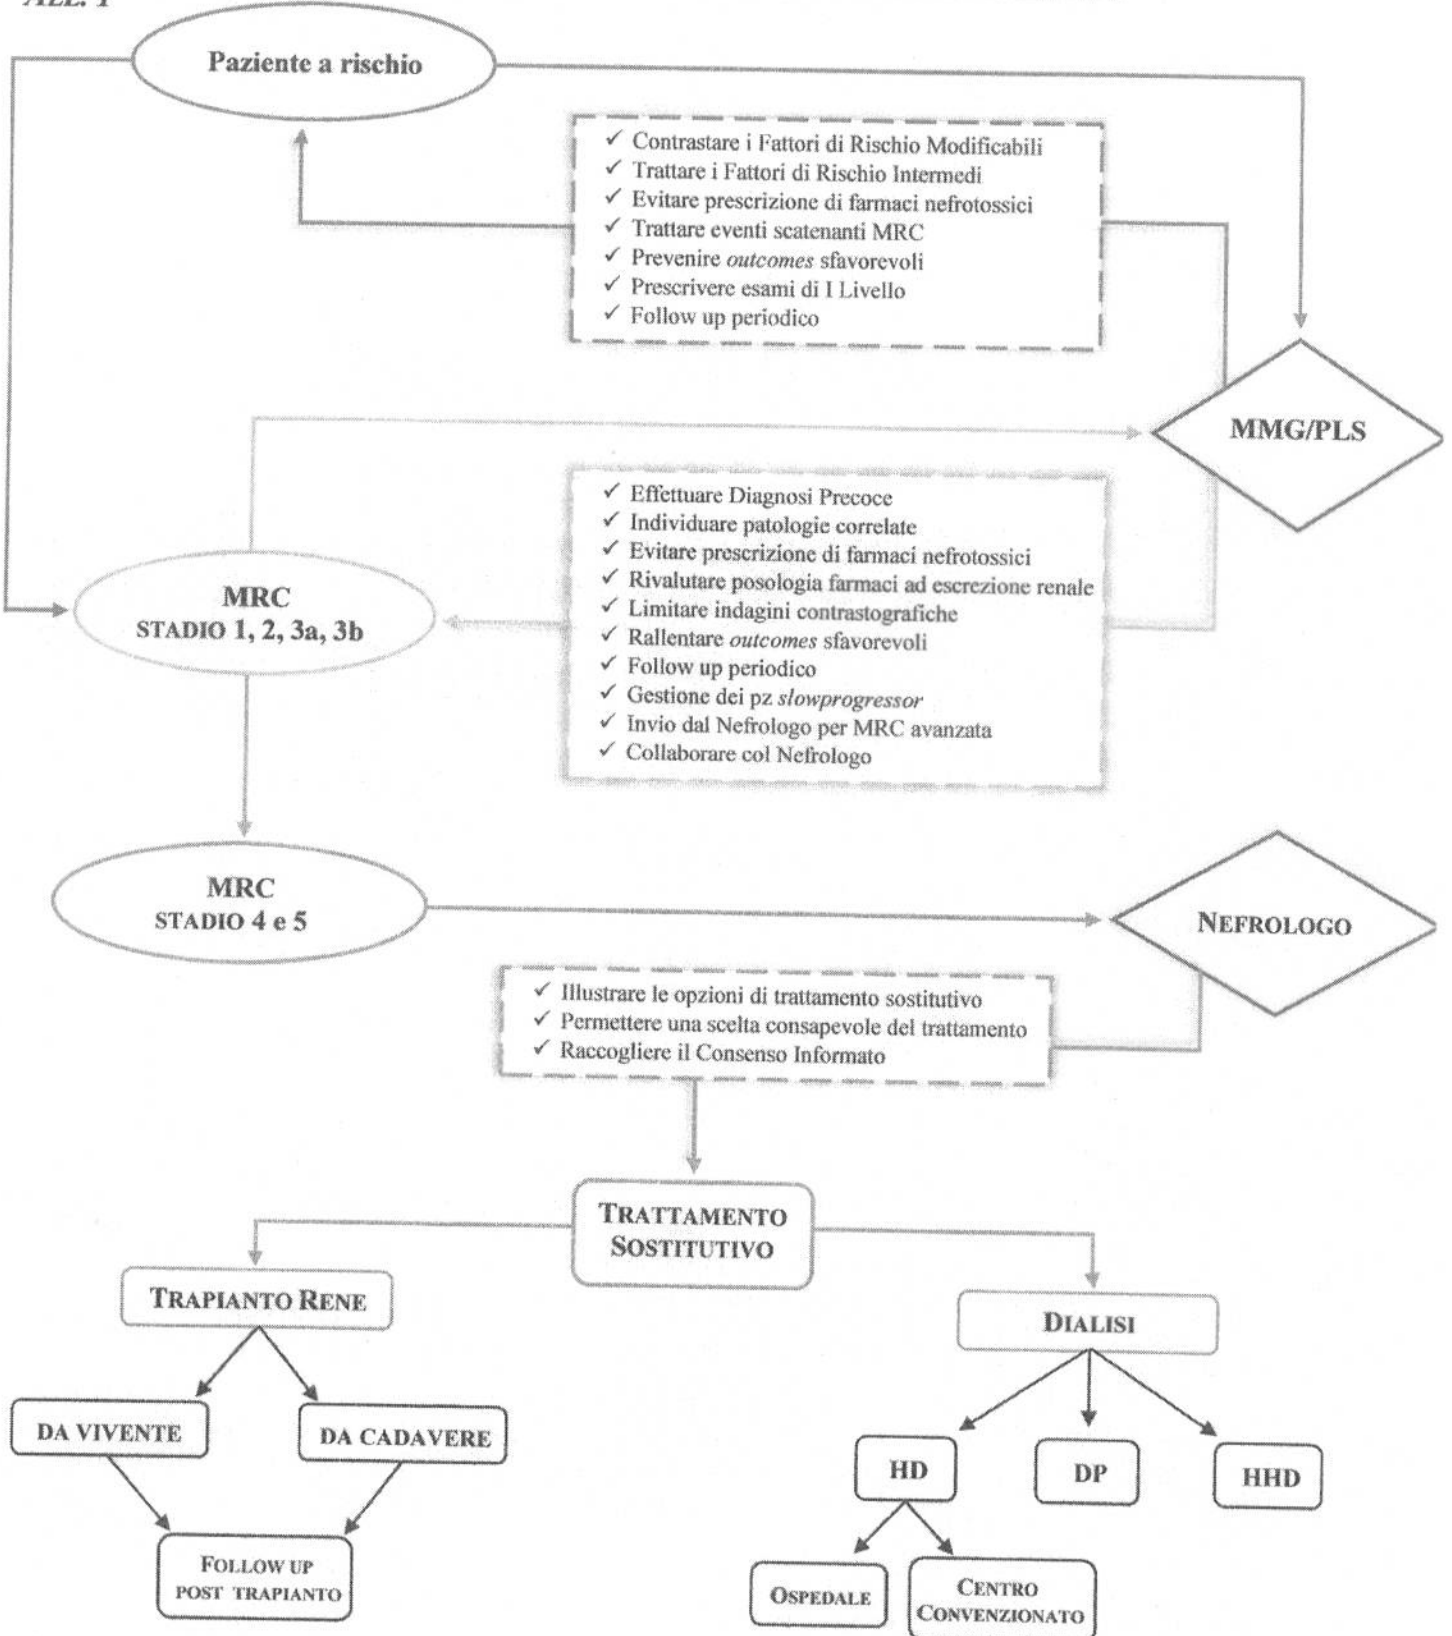 ALL. 1
Paziente a rischio
✓ Contrastare i Fattori di Rischio Modificabili
✓ Trattare i Fattori di Rischio Intermedi
✓ Evitare prescrizione di farmaci nefrotossici
✓ Trattare eventi scatenanti MRC
✓ Prevenire outcomes sfavorevoli
✓ Prescrivere esami di I Livello
✓ Follow up periodico
MMG/PLS
✓ Effettuare Diagnosi Precoce
✓ Individuare patologie correlate
✓ Evitare prescrizione di farmaci nefrotossici
✓ Rivalutare posologia farmaci ad escrezione renale
✓ Limitare indagini contrastografiche
✓ Rallentare outcomes sfavorevoli
✓ Follow up periodico
✓ Gestione dei pz slowprogressor
✓ Invio dal Nefrologo per MRC avanzata
✓ Collaborare col Nefrologo
MRC
STADIO 1, 2, 3a, 3b
MRC
STADIO 4 e 5
NEFROLOGO
✓ Illustrare le opzioni di trattamento sostitutivo
✓ Permettere una scelta consapevole del trattamento
✓ Raccogliere il Consenso Informato
TRATTAMENTO
SOSTITUTIVO
TRAPIANTO RENE
DIALISI
DA VIVENTE
DA CADAVERE
HD
DP
HHD
FOLLOW UP
POST TRAPIANTO
OSPEDALE
CENTRO
CONVENZIONATO